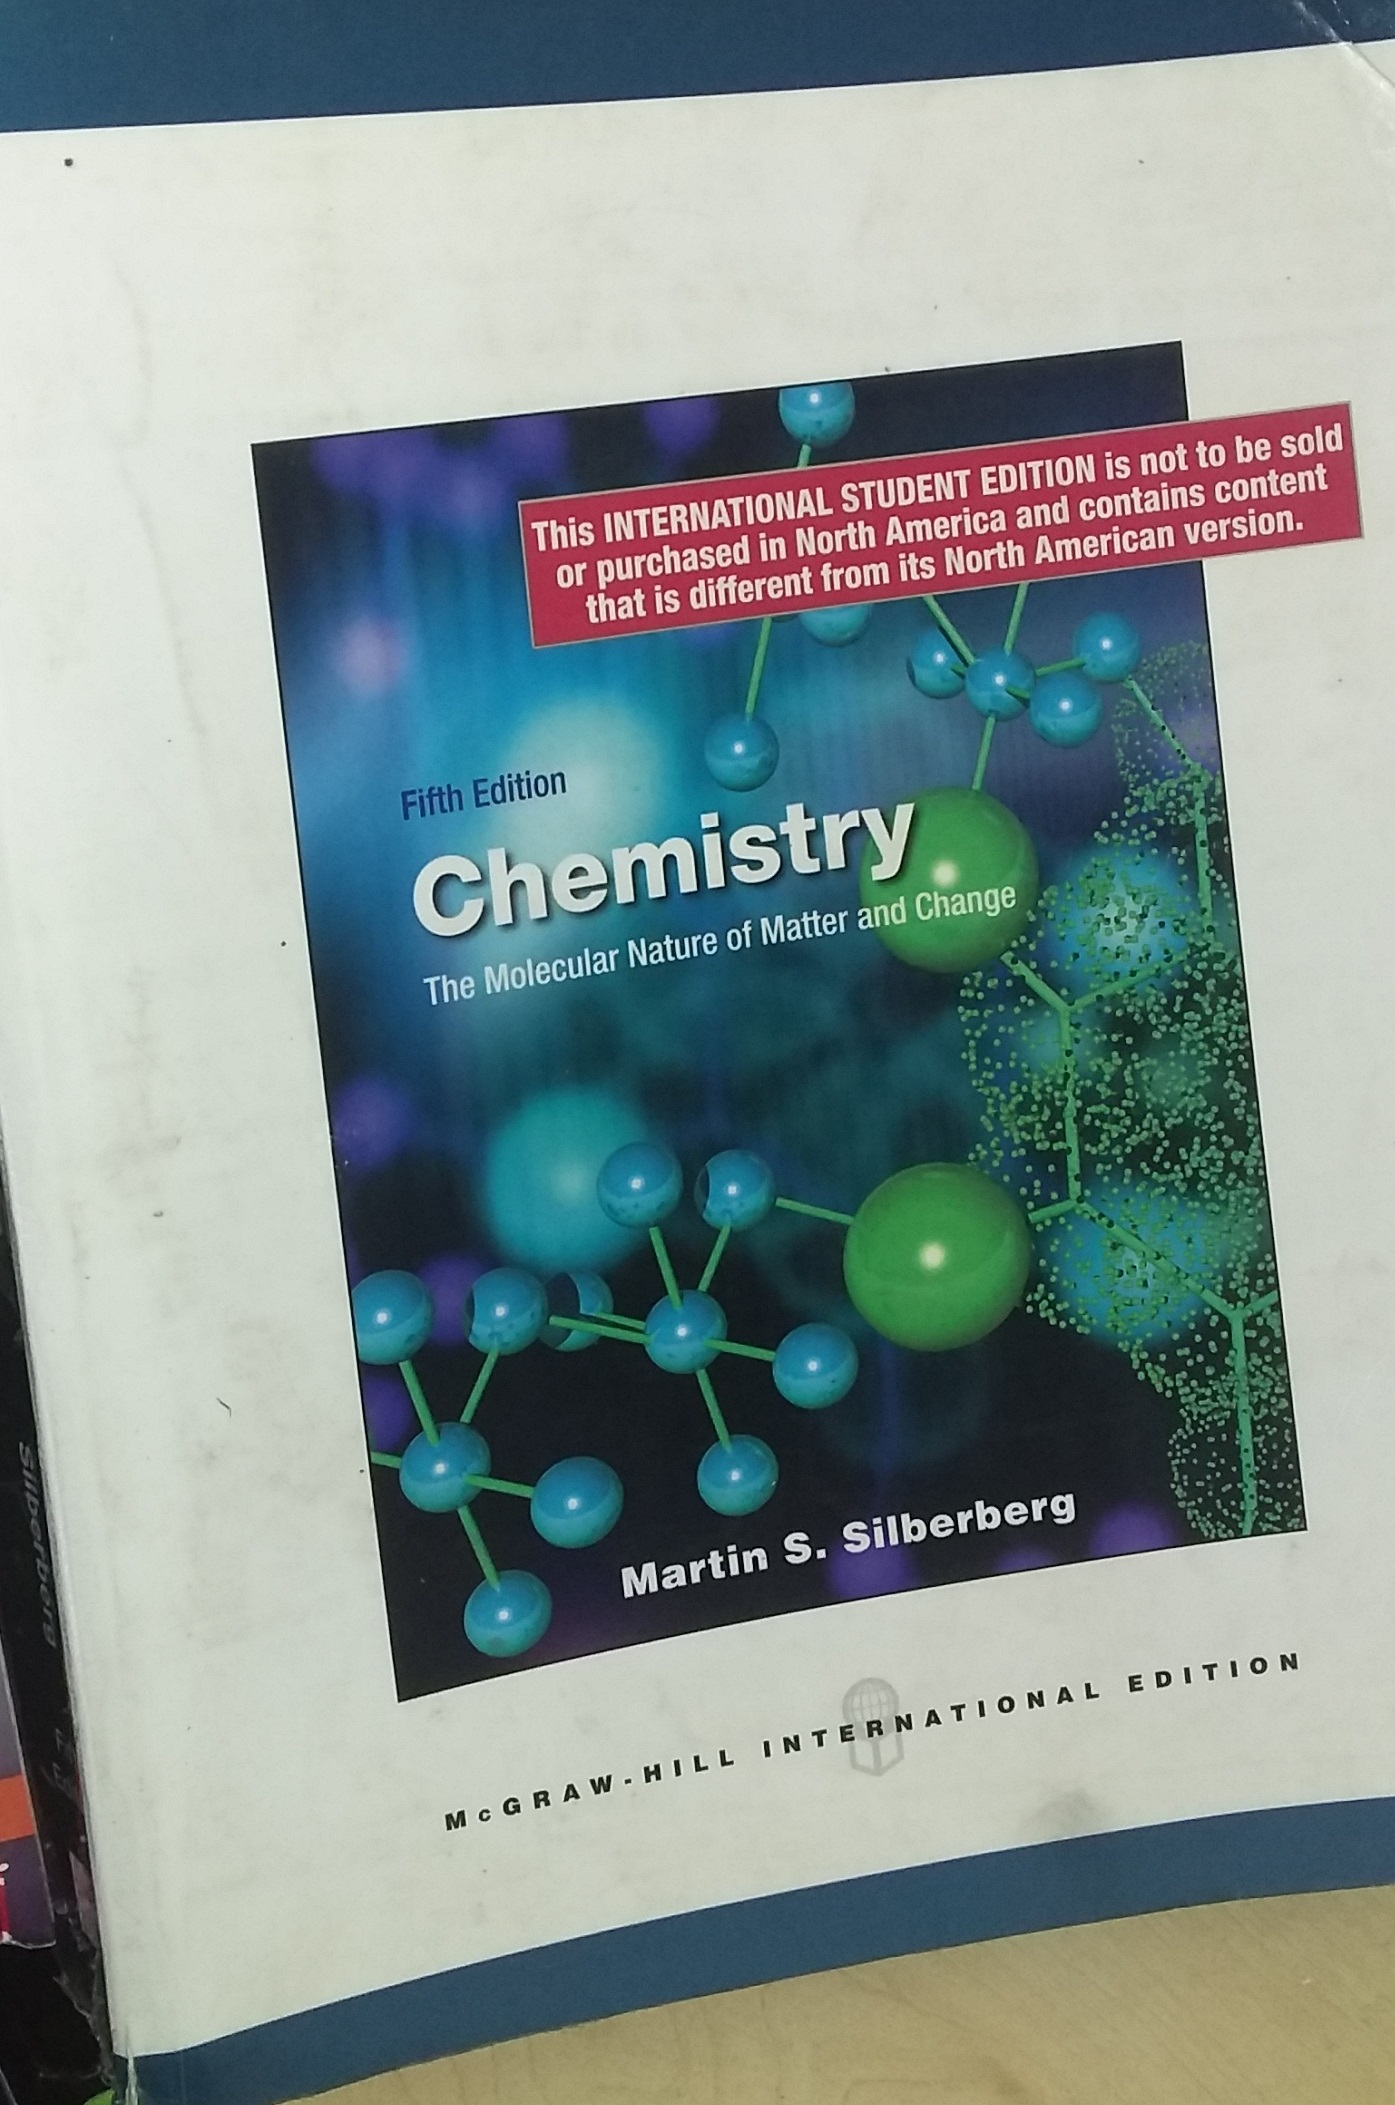 This INTERNATIONAL STUDENT EDITION is not to be sold
or purchased in North America and contains content
that is different from its North American version.
Fifth Edition
Chemistry
The Molecular Nature of Matter and Change
Martin S. Silberberg
McGRAW-HILL INTERNATIONAL EDITION
Silberberg